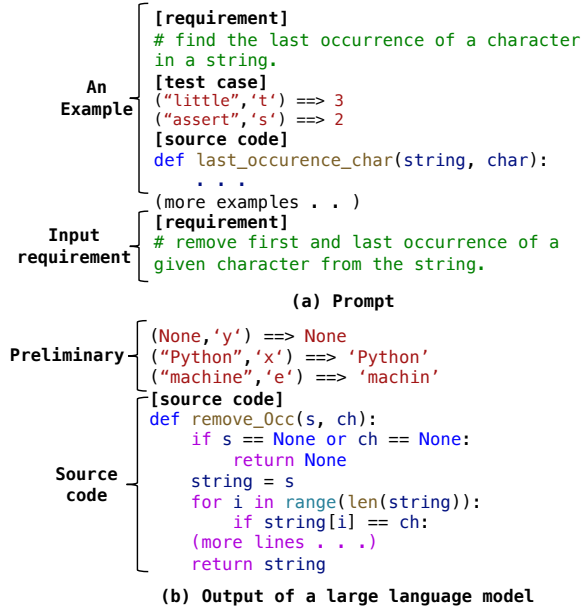 [requirement]
# find the last occurrence of a character
in a string.
[test case]
(“little”,‘t‘) ==> 3
(“assert”,‘s‘) ==> 2
[source code]
def last_occurence_char(string, char):
. . .
(more examples . . )
An
Example
[requirement]
# remove first and last occurrence of a
given character from the string.
Input
requirement
(a) Prompt
(None,‘y‘) ==> None
(“Python”,‘x‘) ==> ‘Python’
(“machine”,‘e‘) ==> ‘machin’
Preliminary
[source code]
def remove_Occ(s, ch):
if s == None or ch == None:
return None
string = s
for i in range(len(string)):
if string[i] == ch:
(more lines . . .)
return string
Source
code
(b) Output of a large language model